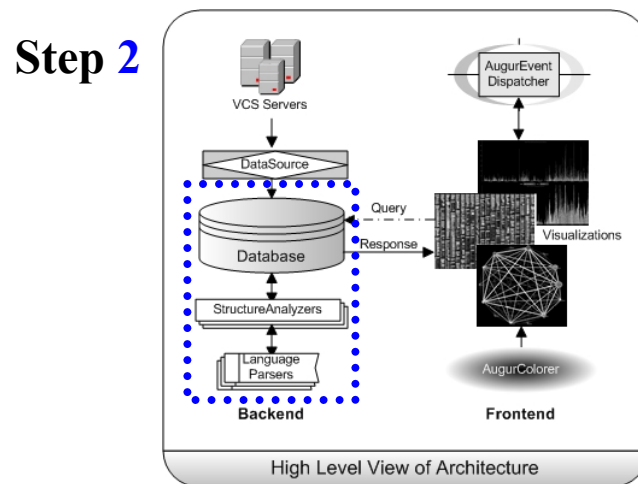 Step 2
VCS Servers
DataSource
Database
StructureAnalyzers
Language
Parsers
Backend
Query
Response
AugurEvent
Dispatcher
Visualizations
AugurColorer
Frontend
High Level View of Architecture